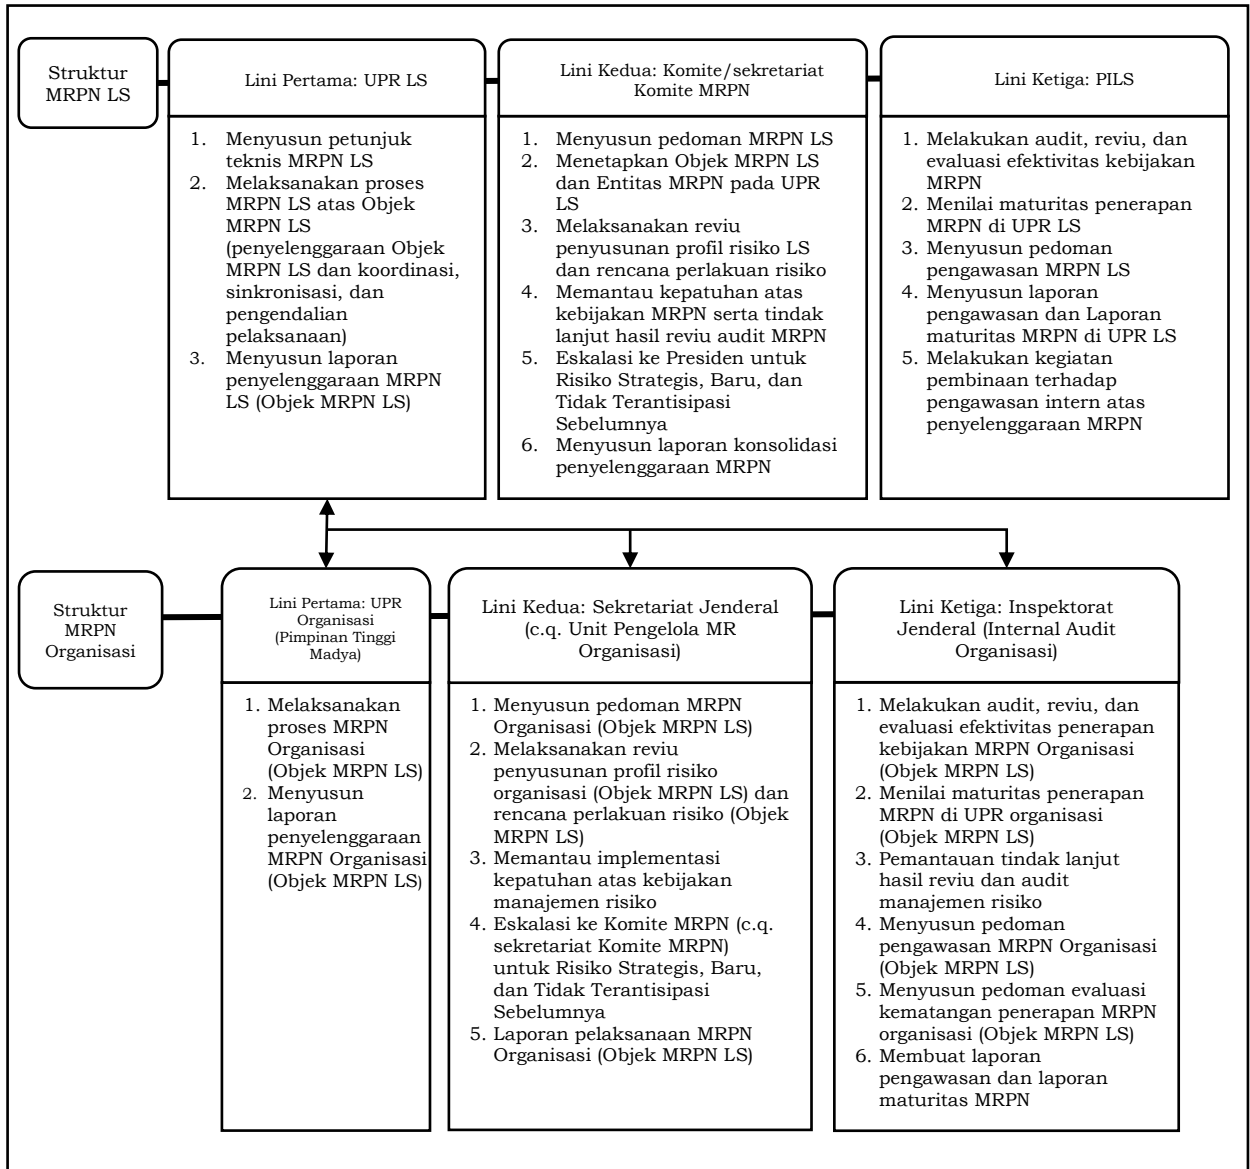 Struktur
MRPN LS
Lini Pertama: UPR LS
1. Menyusun petunjuk
teknis MRPN LS
2. Melaksanakan proses
MRPN LS atas Objek
MRPN LS
(penyelenggaraan Objek
MRPN LS dan koordinasi,
sinkronisasi, dan
pengendalian
pelaksanaan)
3. Menyusun laporan
penyelenggaraan MRPN
LS (Objek MRPN LS)
Lini Kedua: Komite/sekretariat
Komite MRPN
1. Menyusun pedoman MRPN LS
2. Menetapkan Objek MRPN LS
dan Entitas MRPN pada UPR
LS
3. Melaksanakan reviu
penyusunan profil risiko LS
dan rencana perlakuan risiko
4. Memantau kepatuhan atas
kebijakan MRPN serta tindak
lanjut hasil reviu audit MRPN
5. Eskalasi ke Presiden untuk
Risiko Strategis, Baru, dan
Tidak Terantisipasi
Sebelumnya
6. Menyusun laporan konsolidasi
penyelenggaraan MRPN
Lini Ketiga: PILS
1. Melakukan audit, reviu, dan
evaluasi efektivitas kebijakan
MRPN
2. Menilai maturitas penerapan
MRPN di UPR LS
3. Menyusun pedoman
pengawasan MRPN LS
4. Menyusun laporan
pengawasan dan Laporan
maturitas MRPN di UPR LS
5. Melakukan kegiatan
pembinaan terhadap
pengawasan intern atas
penyelenggaraan MRPN
Struktur
MRPN
Organisasi
Lini Pertama: UPR
Organisasi
(Pimpinan Tinggi
Madya)
1. Melaksanakan
proses MRPN
Organisasi
(Objek MRPN LS)
2. Menyusun
laporan
penyelenggaraan
MRPN Organisasi
(Objek MRPN LS)
Lini Kedua: Sekretariat Jenderal
(c.q. Unit Pengelola MR
Organisasi)
1. Menyusun pedoman MRPN
Organisasi (Objek MRPN LS)
2. Melaksanakan reviu
penyusunan profil risiko
organisasi (Objek MRPN LS) dan
rencana perlakuan risiko (Objek
MRPN LS)
3. Memantau implementasi
kepatuhan atas kebijakan
manajemen risiko
4. Eskalasi ke Komite MRPN (c.q.
sekretariat Komite MRPN)
untuk Risiko Strategis, Baru,
dan Tidak Terantisipasi
Sebelumnya
5. Laporan pelaksanaan MRPN
Organisasi (Objek MRPN LS)
Lini Ketiga: Inspektorat
Jenderal (Internal Audit
Organisasi)
1. Melakukan audit, reviu, dan
evaluasi efektivitas penerapan
kebijakan MRPN Organisasi
(Objek MRPN LS)
2. Menilai maturitas penerapan
MRPN di UPR organisasi
(Objek MRPN LS)
3. Pemantauan tindak lanjut
hasil reviu dan audit
manajemen risiko
4. Menyusun pedoman
pengawasan MRPN Organisasi
(Objek MRPN LS)
5. Menyusun pedoman evaluasi
kematangan penerapan MRPN
organisasi (Objek MRPN LS)
6. Membuat laporan
pengawasan dan laporan
maturitas MRPN